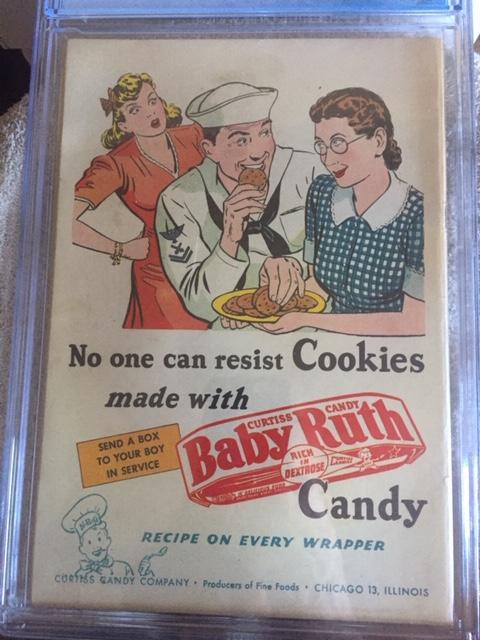 No one can resist Cookies
made with
SEND A BOX
TO YOUR BOY
IN SERVICE
CURTISS CANDY
Baby Ruth
RICH
IN
DEXTROSE
Candy
RECIPE ON EVERY WRAPPER
CURTISS CANDY COMPANY • Producers of Fine Foods • CHICAGO 13, ILLINOIS